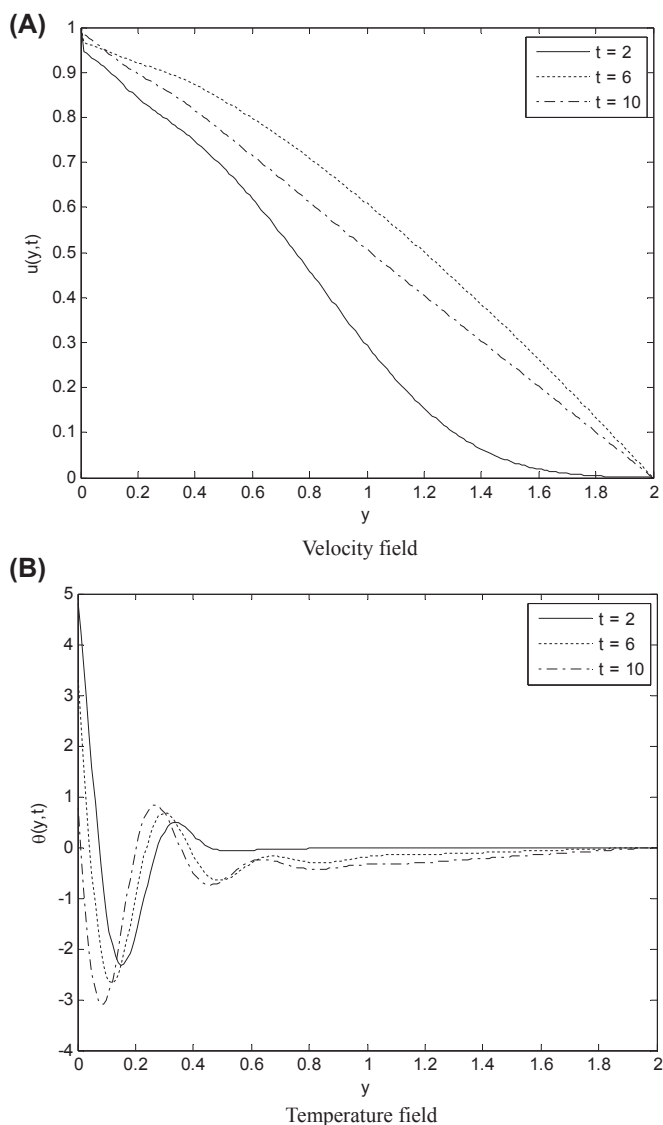 (A)
1
0.9
0.8
0.7
0.6
0.5
0.4
0.3
0.2
0.1
0
u(y,t)
t = 2
t = 6
t = 10
0 0.2 0.4 0.6 0.8 1 1.2 1.4 1.6 1.8 2
y
Velocity field
(B)
5
4
3
2
1
0
-1
-2
-3
-4
θ(y,t)
t = 2
t = 6
t = 10
0 0.2 0.4 0.6 0.8 1 1.2 1.4 1.6 1.8 2
y
Temperature field